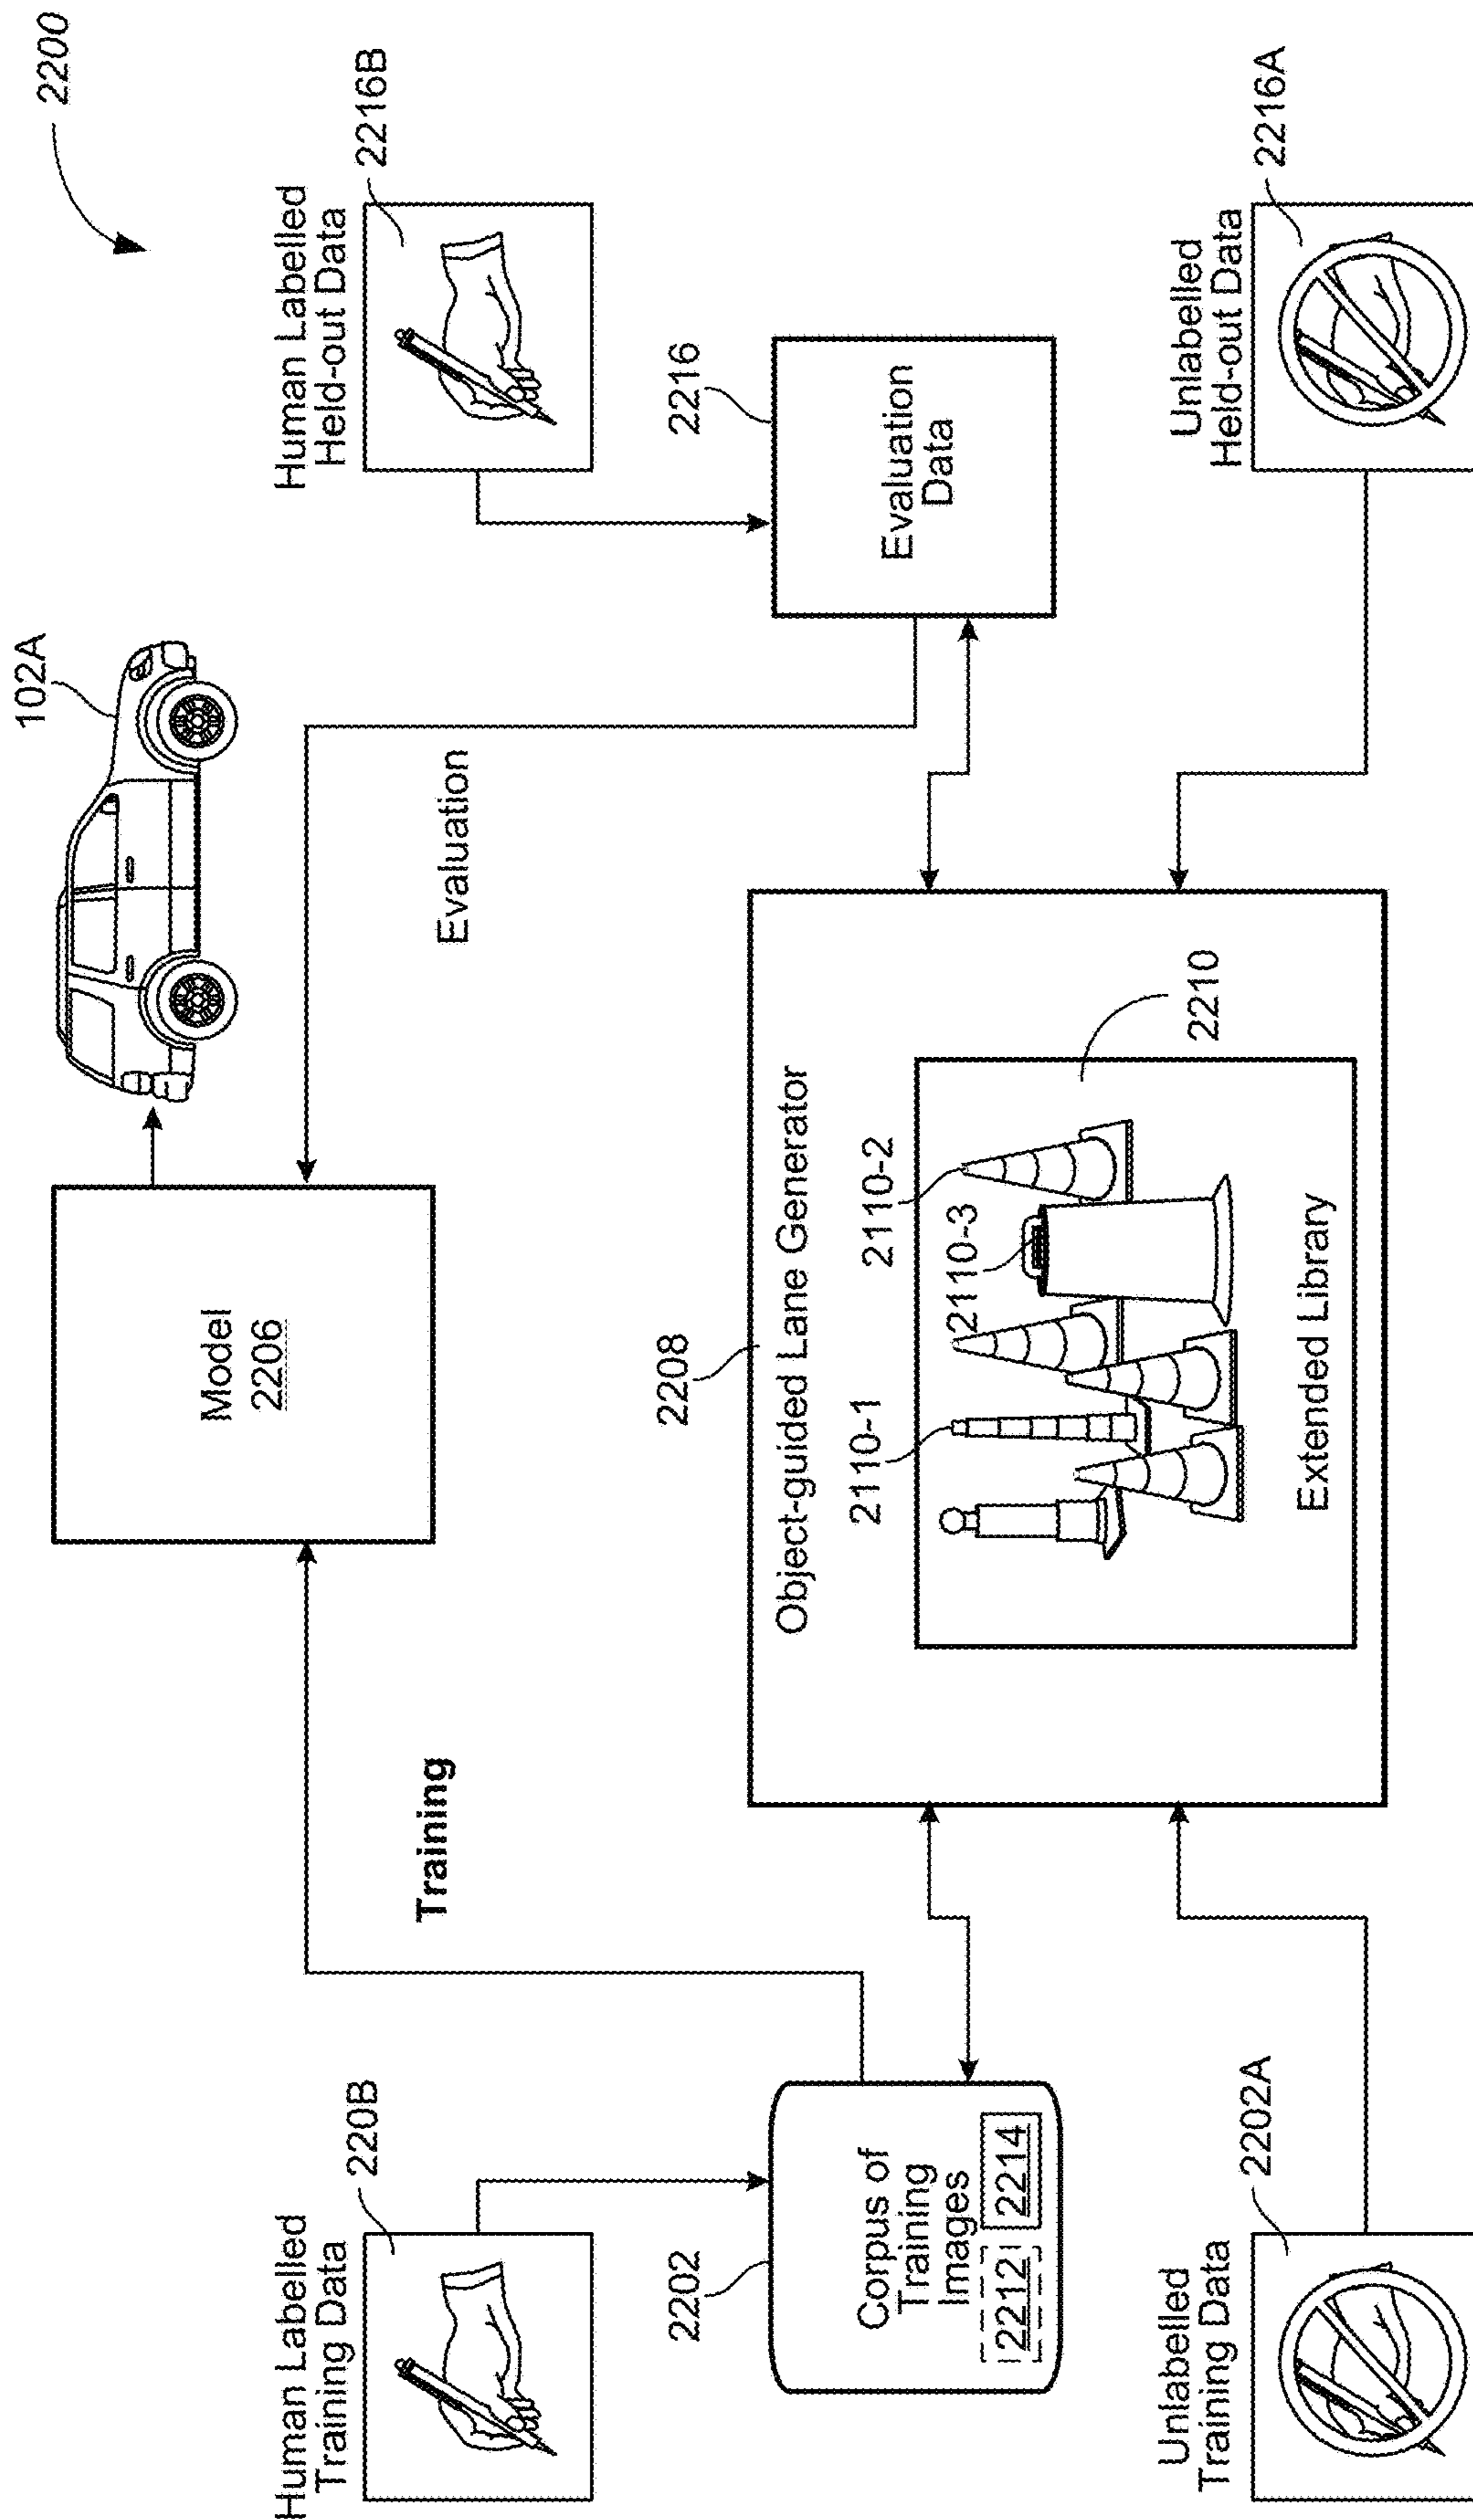 2200
102A
Human Labelled
Training Data
220B
Model
2206
Human Labelled
Held-out Data
2216B
Training
Evaluation
2202
Corpus of
Training
Images
2212
2214
2208
Object-guided Lane Generator
2110-1
2110-3
2110-2
Extended Library
2210
2216
Evaluation
Data
Unlabelled
Training Data
2202A
Unlabelled
Held-out Data
2216A